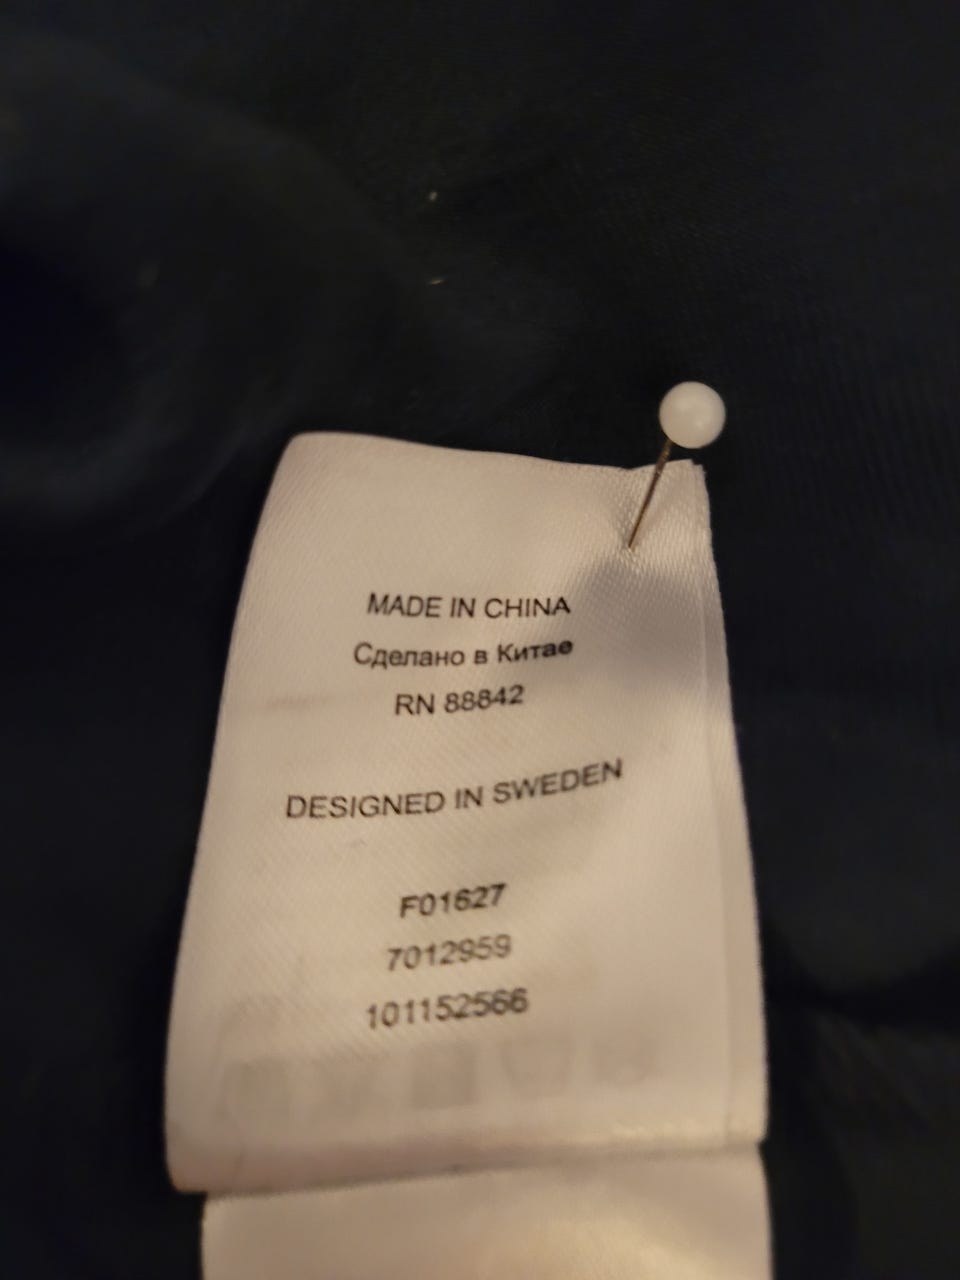 MADE IN CHINA
Сделано в Китае
RN 88842
DESIGNED IN SWEDEN
F01627
7012959
101152566